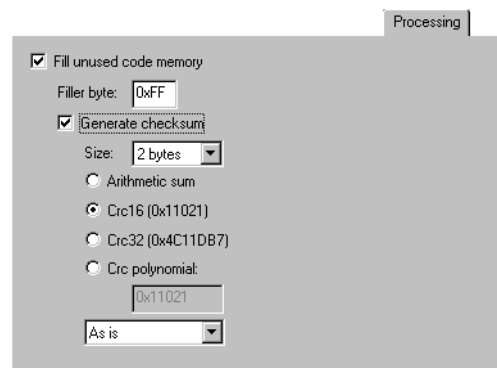 Processing
Fill unused code memory
Filler byte: 0xFF
Generate checksum
Size: 2 bytes
Arithmetic sum
Crc16 (0x11021)
Crc32 (0x4C11DB7)
Crc polynomial:
0x11021
As is